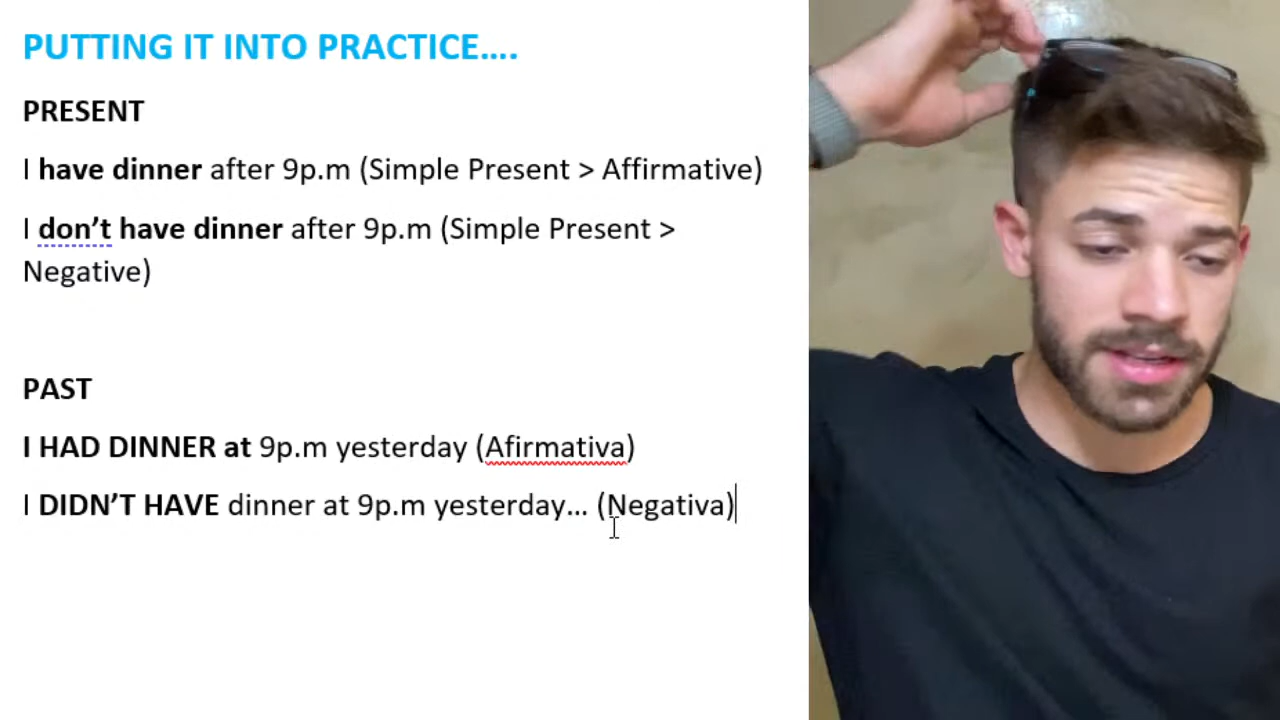 PUTTING IT INTO PRACTICE....
PRESENT
I have dinner after 9p.m (Simple Present > Affirmative)
I don’t have dinner after 9p.m (Simple Present >
Negative)
PAST
I HAD DINNER at 9p.m yesterday (Afirmativa)
I DIDN’T HAVE dinner at 9p.m yesterday... (Negativa)